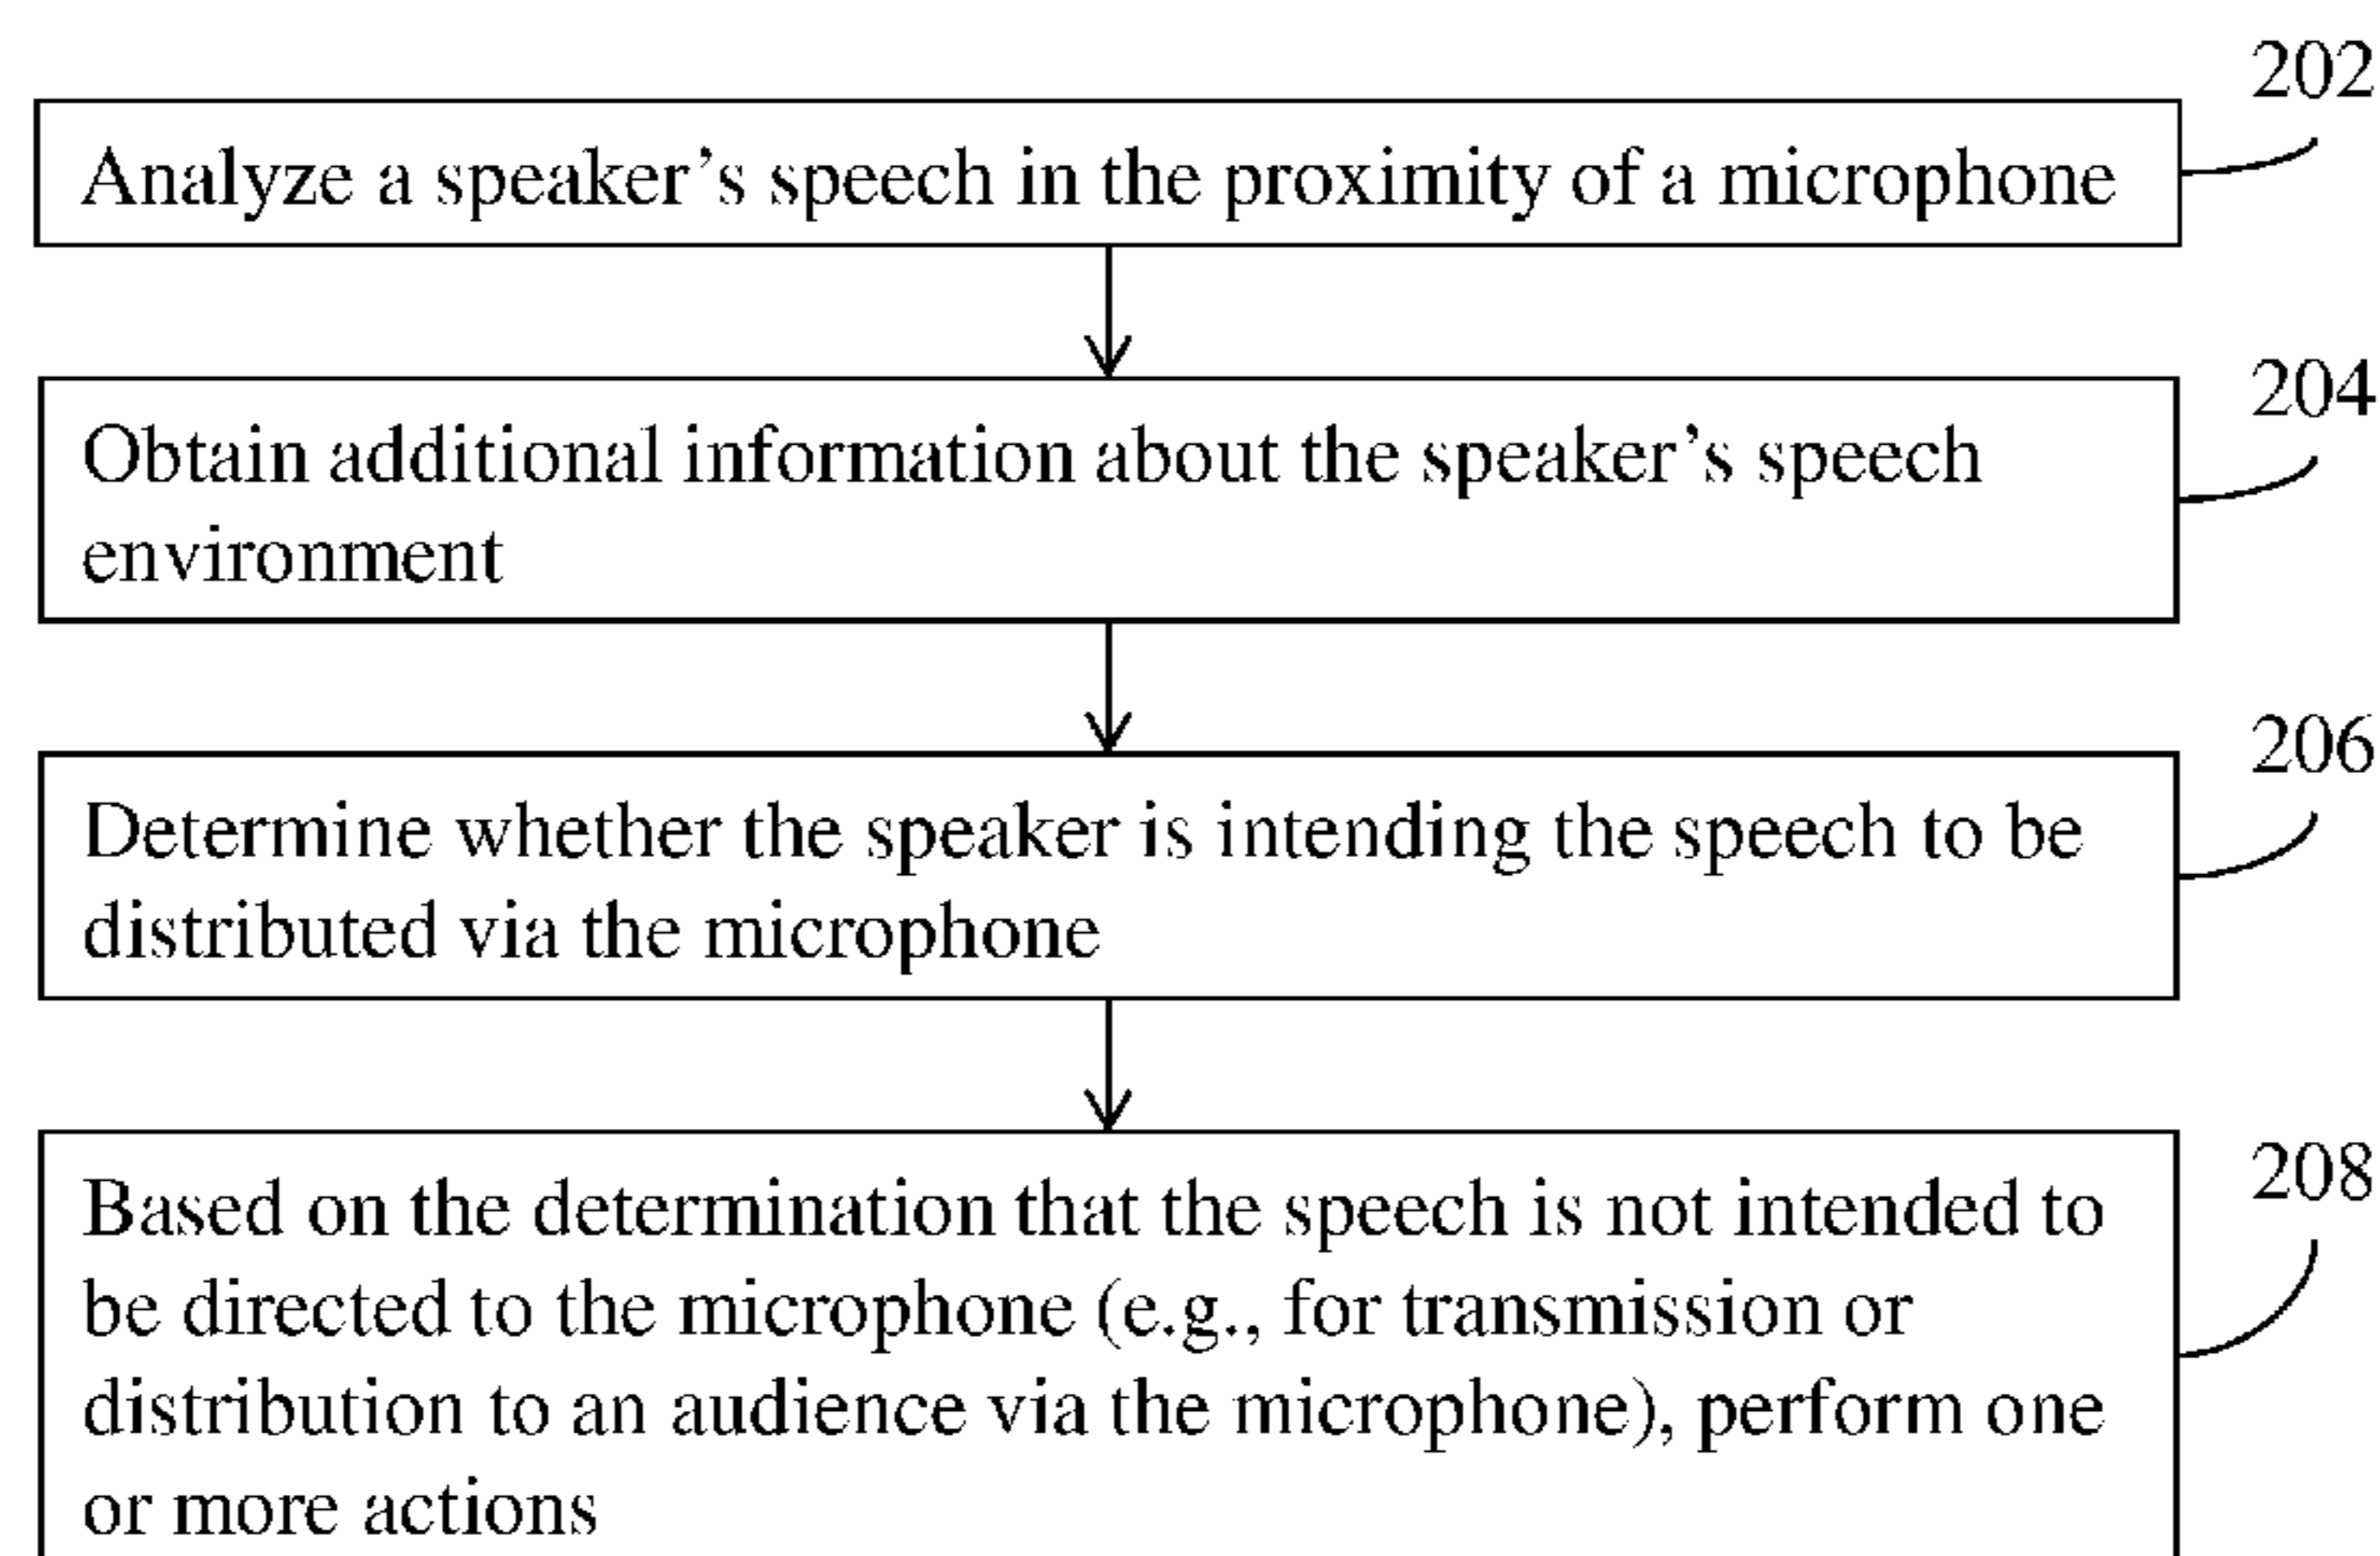 202
Analyze a speaker’s speech in the proximity of a microphone
204
Obtain additional information about the speaker’s speech
environment
206
Determine whether the speaker is intending the speech to be
distributed via the microphone
208
Based on the determination that the speech is not intended to
be directed to the microphone (e.g., for transmission or
distribution to an audience via the microphone), perform one
or more actions